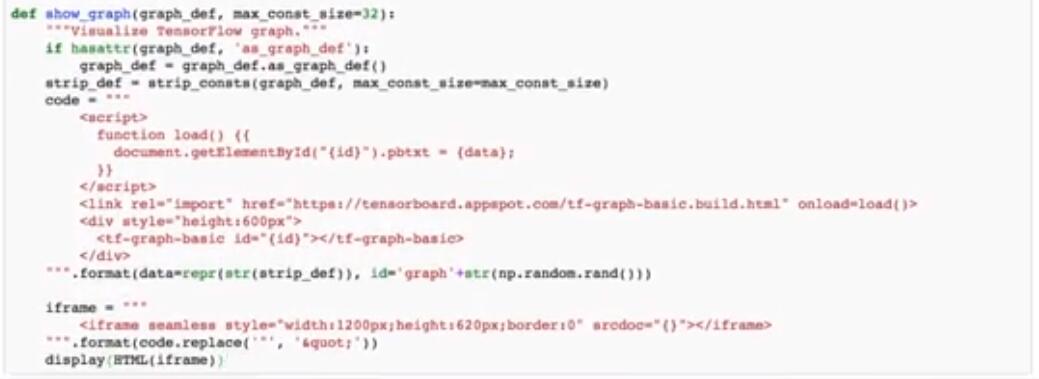 def show_graph(graph_def, max_const_size=32):
    """Visualize TensorFlow graph."""
    if hasattr(graph_def, 'as_graph_def'):
        graph_def = graph_def.as_graph_def()
    strip_def = strip_consts(graph_def, max_const_size=max_const_size)
    code = """
        <script>
          function load() {{
            document.getElementById("{id}").pbtxt = {data};
          }}
        </script>
        <link rel="import" href="https://tensorboard.appspot.com/tf-graph-basic.build.html" onload=load()>
        <div style="height:600px">
          <tf-graph-basic id="{id}"></tf-graph-basic>
        </div>
    """.format(data=repr(str(strip_def)), id='graph'+str(np.random.rand()))

    iframe = """
        <iframe seamless style="width:1200px;height:620px;border:0" srcdoc="{}"></iframe>
    """.format(code.replace('"', '&quot;'))
    display(HTML(iframe))